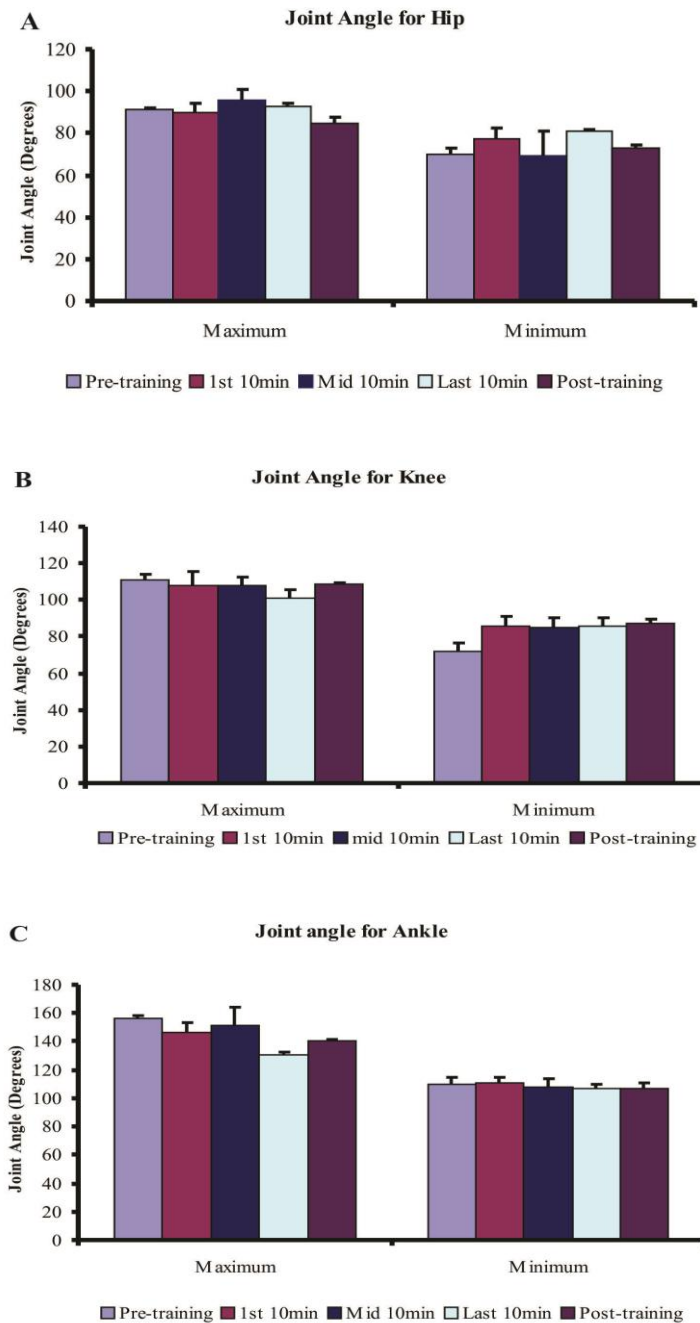 A
Joint Angle for Hip
Joint Angle (Degrees)
120
100
80
60
40
20
0
Maximum Minimum
Pre-training 1st 10min Mid 10min Last 10min Post-training
B
Joint Angle for Knee
Joint Angle (Degrees)
140
120
100
80
60
40
20
0
Maximum Minimum
Pre-training 1st 10min mid 10min Last 10min Post-training
C
Joint angle for Ankle
Joint Angle (Degrees)
180
160
140
120
100
80
60
40
20
0
Maximum Minimum
Pre-training 1st 10min Mid 10min Last 10min Post-training